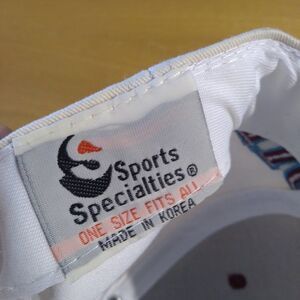 Sports
Specialties®
ONE SIZE FITS ALL
MADE IN KOREA